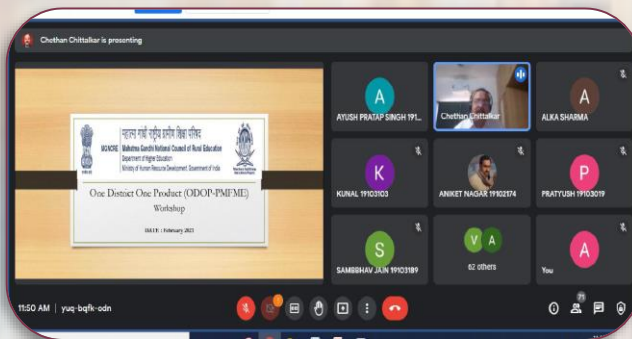 Chethan Chittalkar is presenting
महात्मा गांधी राष्ट्रीय ग्रामीण शिक्षा परिषद
MGNCRE Mahatma Gandhi National Council of Rural Education
Department of Higher Education
Ministry of Human Resource Development, Government of India
One District One Product (ODOP-PMFME)
Workshop
February 2021
A
AYUSH PRATAP SINGH 191...
Chethan Chittalkar
A
ALKA SHARMA
K
KUNAL 19103103
ANIKET NAGAR 19102174
P
PRATYUSH 19103019
S
SAMBBHAV JAIN 19103189
V A
62 others
A
You
11:50 AM | yuq-bqfk-odn
71